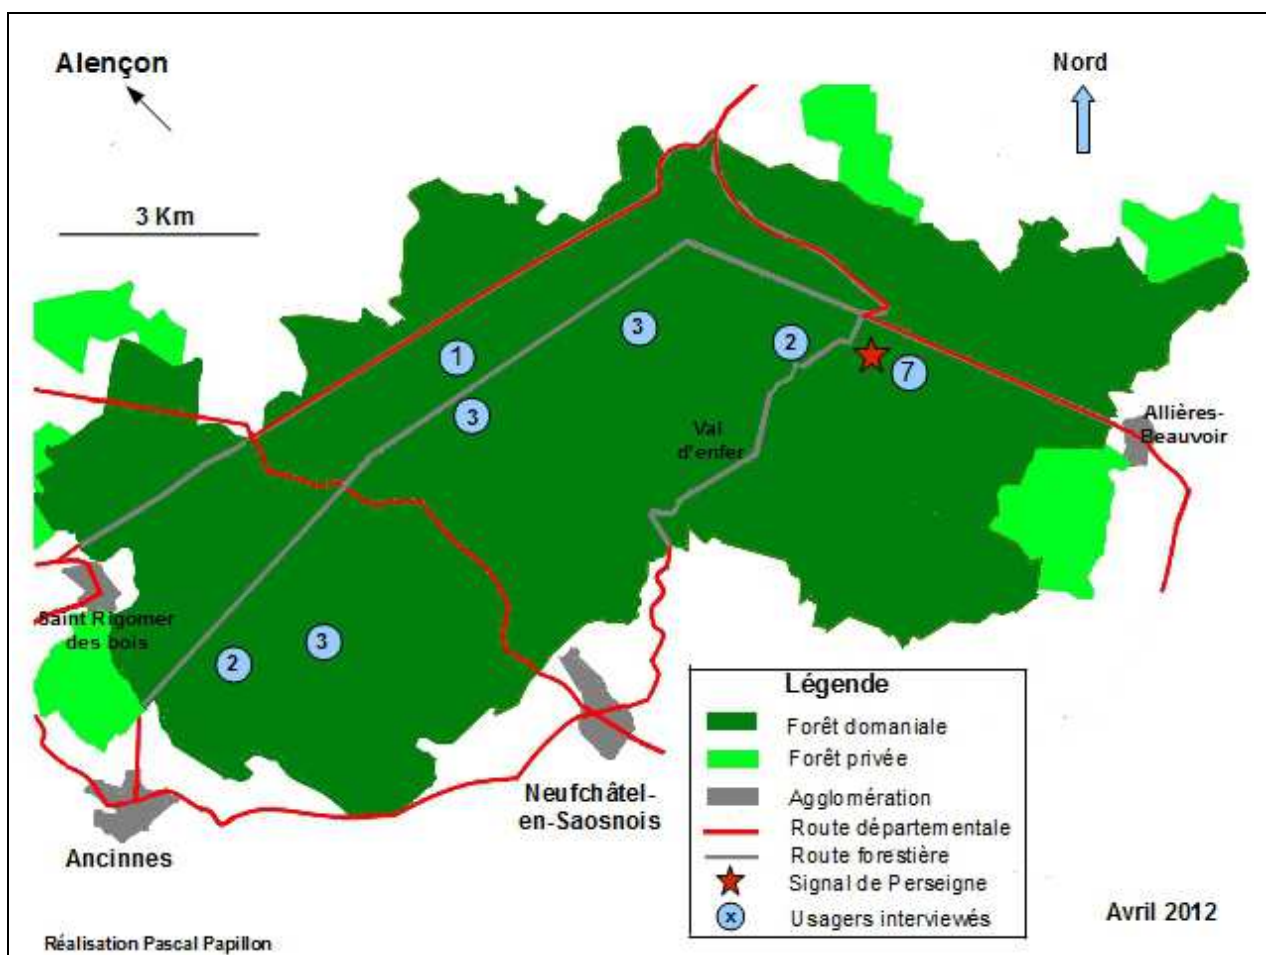 Alençon
Nord
3 Km
1
3
3
2
7
Val
d'enfer
Allières-
Beauvoir
Saint Rigomer
des bois
2
3
Neufchâtel-
en-Saosnois
Ancinnes
Légende
Forêt domaniale
Forêt privée
Agglomération
Route départementale
Route forestière
Signal de Perseigne
x Usagers interviewés
Avril 2012
Réalisation Pascal Papillon